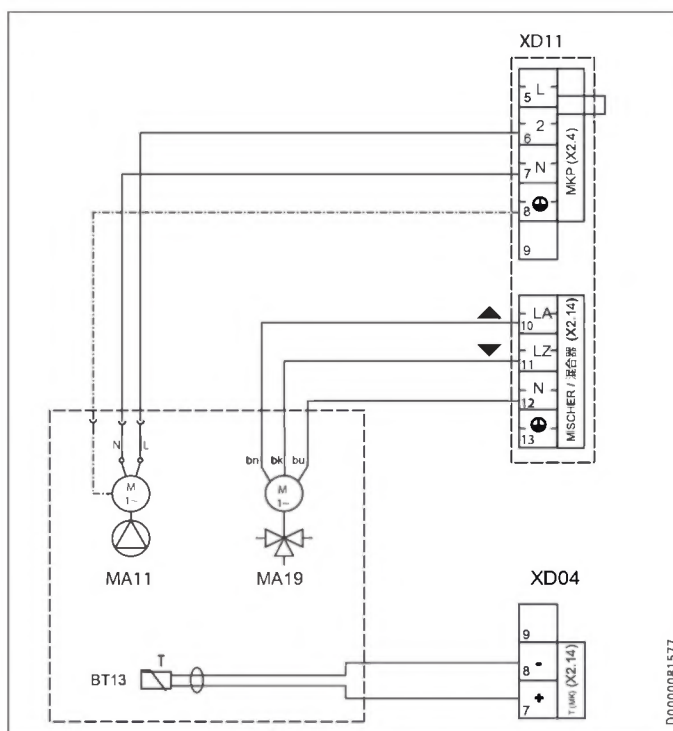 XD11
5 L
6 2
7 N
8
9
MKP (X2.4)
10 LA
11 LZ
12 N
13
MISCHER / 混合器 (X2.14)
N L
bn bk bu
M
1~
M
1~
MA11
MA19
XD04
9
8 -
7 +
T (MK) (X2.14)
T
BT13
D0000081577